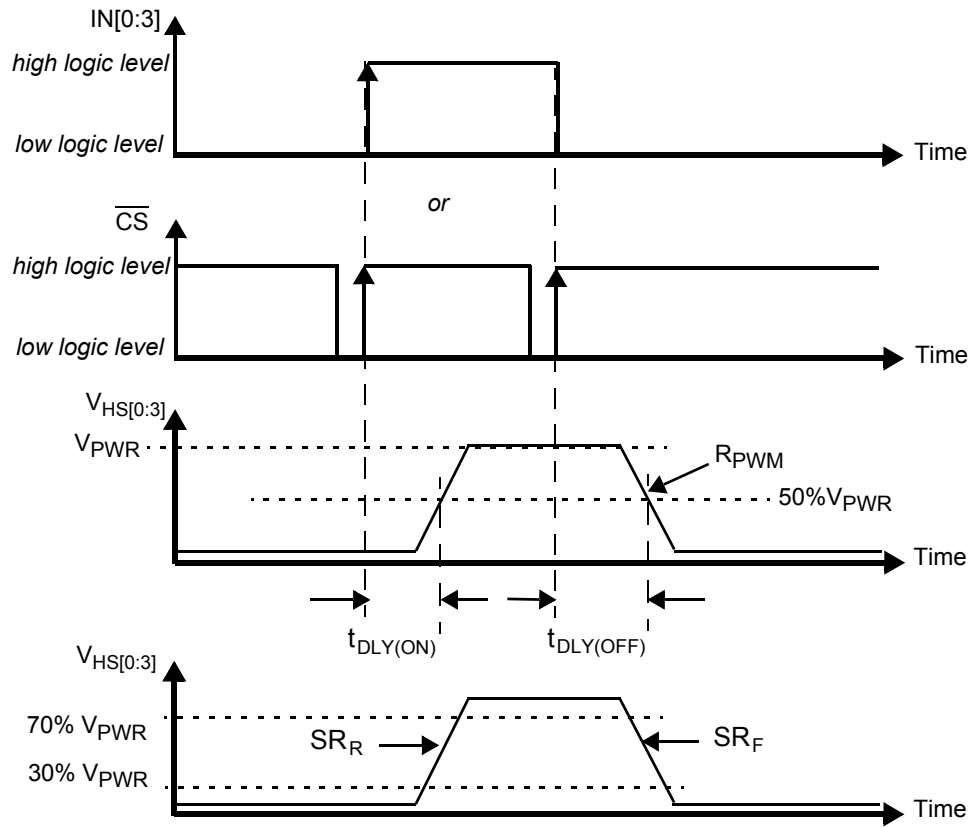 IN[0:3]
high logic level
low logic level
Time
or
CS
high logic level
low logic level
Time
VHS[0:3]
VPWR
RPWM
50%VPWR
Time
tDLY(ON)
tDLY(OFF)
VHS[0:3]
70% VPWR
SRR
SRF
30% VPWR
Time